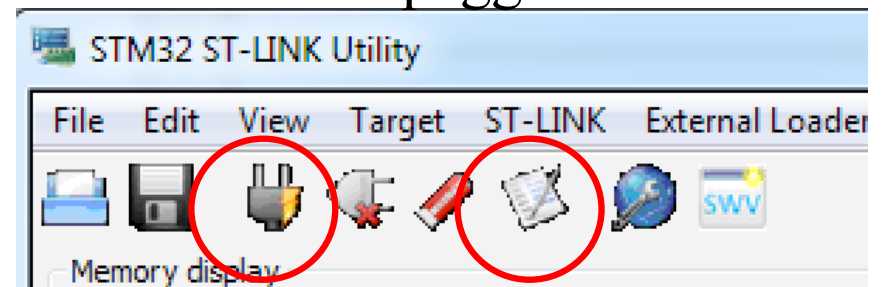 STM32 ST-LINK Utility
File Edit View Target ST-LINK External Loader
SWV
Memory display